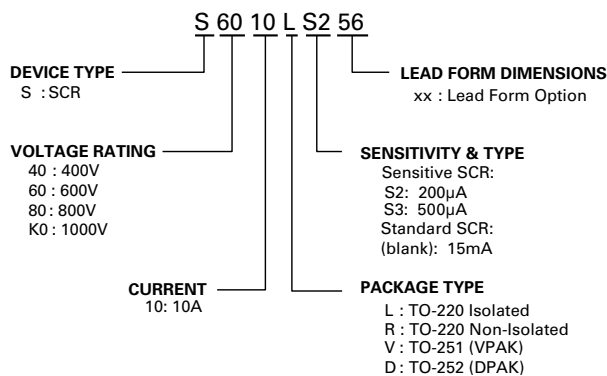 S 60 10 L S2 56
DEVICE TYPE
S : SCR
VOLTAGE RATING
40 : 400V
60 : 600V
80 : 800V
K0 : 1000V
CURRENT
10: 10A
LEAD FORM DIMENSIONS
xx : Lead Form Option
SENSITIVITY & TYPE
Sensitive SCR:
S2: 200μA
S3: 500μA
Standard SCR:
(blank): 15mA
PACKAGE TYPE
L : TO-220 Isolated
R : TO-220 Non-Isolated
V : TO-251 (VPAK)
D : TO-252 (DPAK)